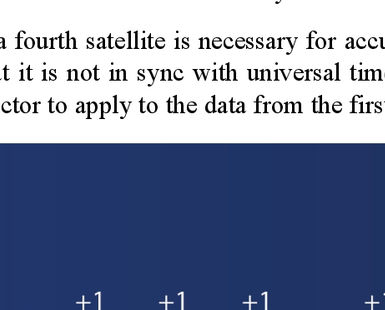 a fourth satellite is necessary for accu
t it is not in sync with universal tim
ctor to apply to the data from the first
+1 +1 +1 +1